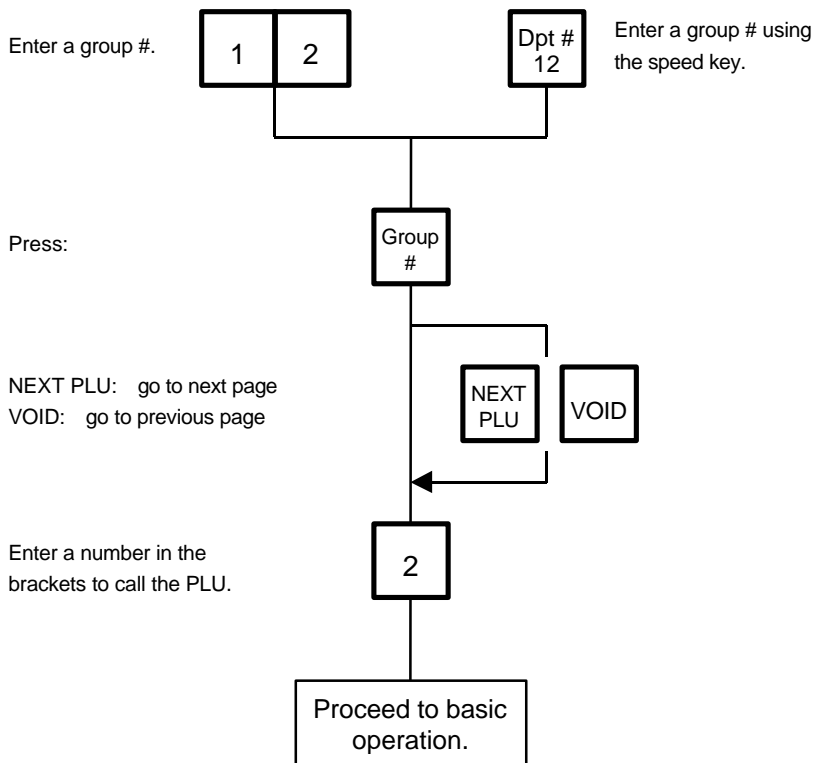 Enter a group #.
1 2
Dpt #
12
Enter a group # using
the speed key.
Press:
Group
#
NEXT PLU: go to next page
VOID: go to previous page
NEXT
PLU
VOID
Enter a number in the
brackets to call the PLU.
2
Proceed to basic
operation.